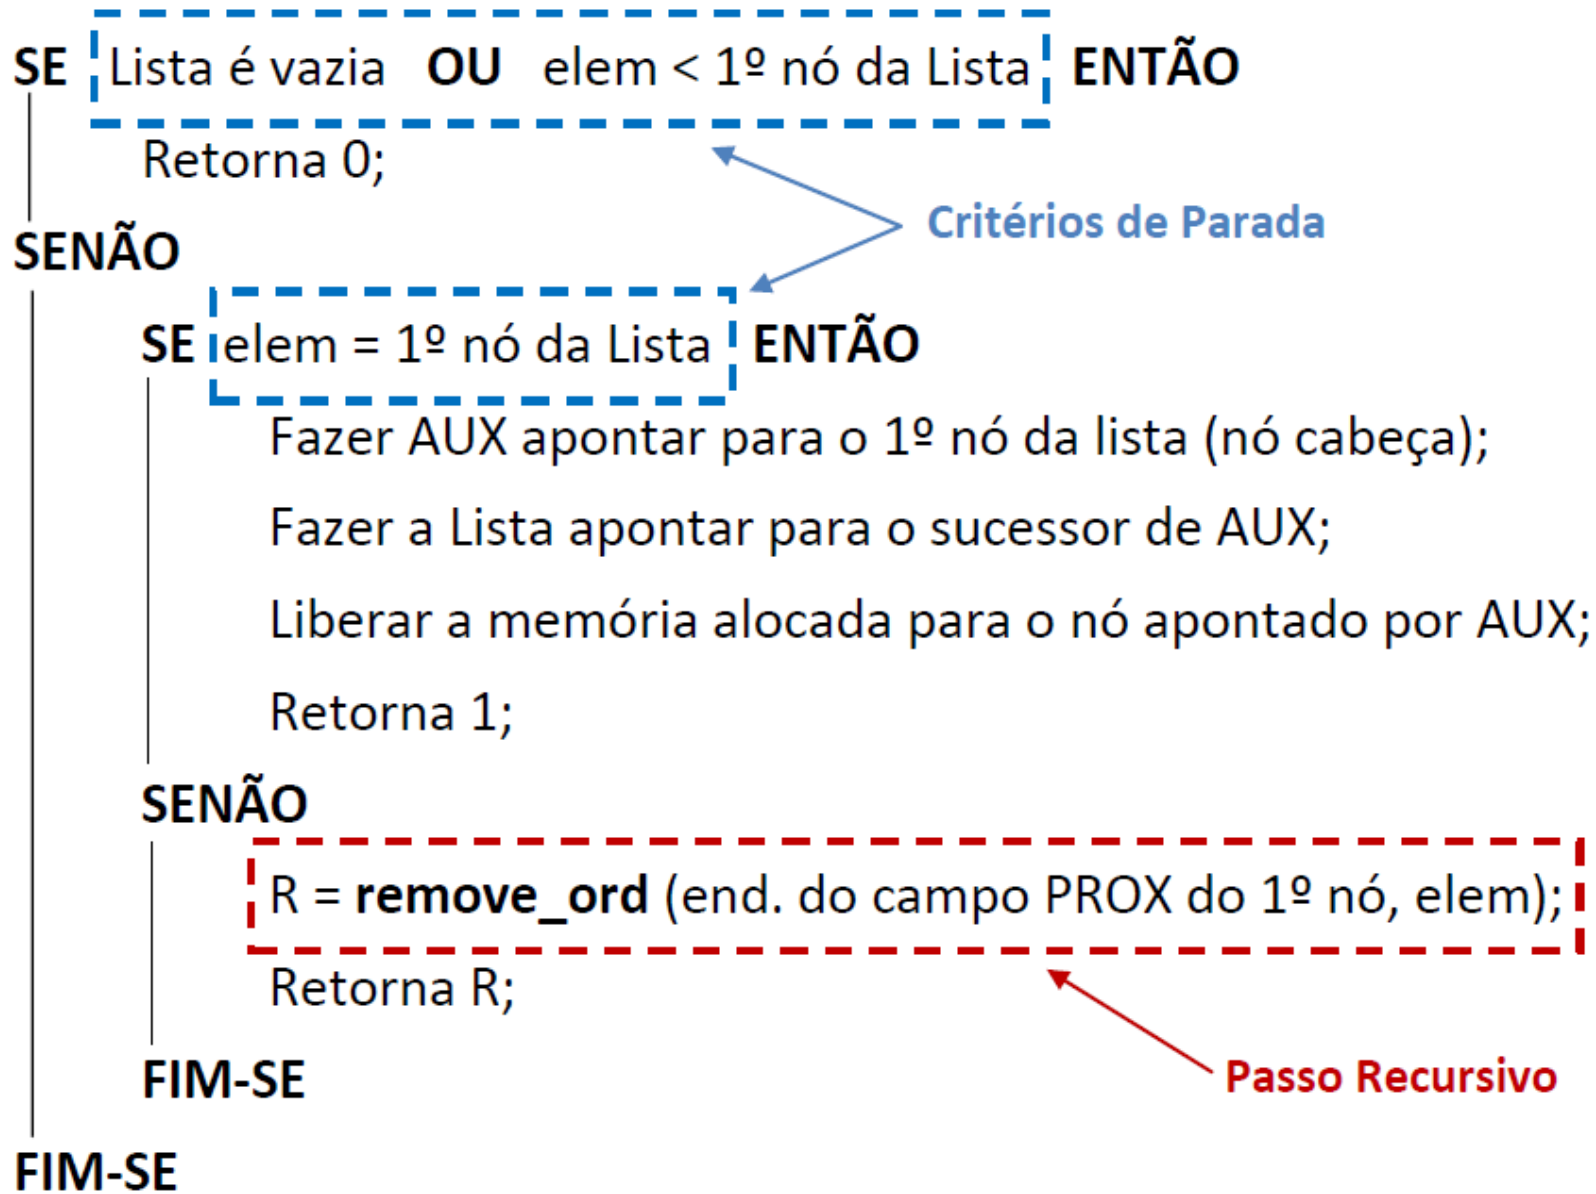 SE Lista é vazia OU elem < 1º nó da Lista ENTÃO
Retorna 0;
Critérios de Parada
SENÃO
SE elem = 1º nó da Lista ENTÃO
Fazer AUX apontar para o 1º nó da lista (nó cabeça);
Fazer a Lista apontar para o sucessor de AUX;
Liberar a memória alocada para o nó apontado por AUX;
Retorna 1;
SENÃO
R = remove_ord (end. do campo PROX do 1º nó, elem);
Retorna R;
FIM-SE
Passo Recursivo
FIM-SE